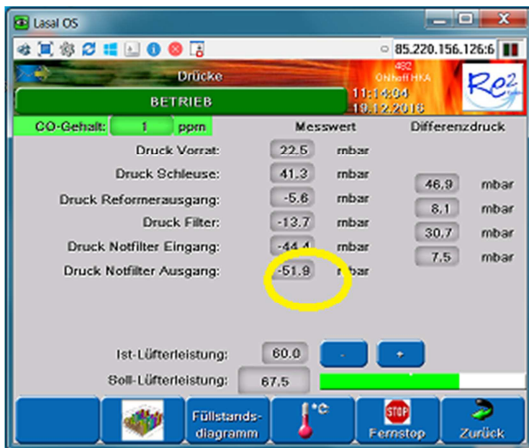 Lasal OS
85.220.156.126:6
Drücke
482
Ohlhoff HKA
Re²
BETRIEB
11:14:04
19.12.2016
CO-Gehalt: 1 ppm
Messwert
Differenzdruck
Druck Vorrat: 22.5 mbar
Druck Schleuse: 41.3 mbar
46.9 mbar
Druck Reformerausgang: -5.6 mbar
8.1 mbar
Druck Filter: -13.7 mbar
30.7 mbar
Druck Notfilter Eingang: -44.4 mbar
7.5 mbar
Druck Notfilter Ausgang: -51.9 mbar
Ist-Lüfterleistung: 60.0 - +
Soll-Lüfterleistung: 67.5
Füllstands-
diagramm
°C
STOP
Fernstop
Zurück